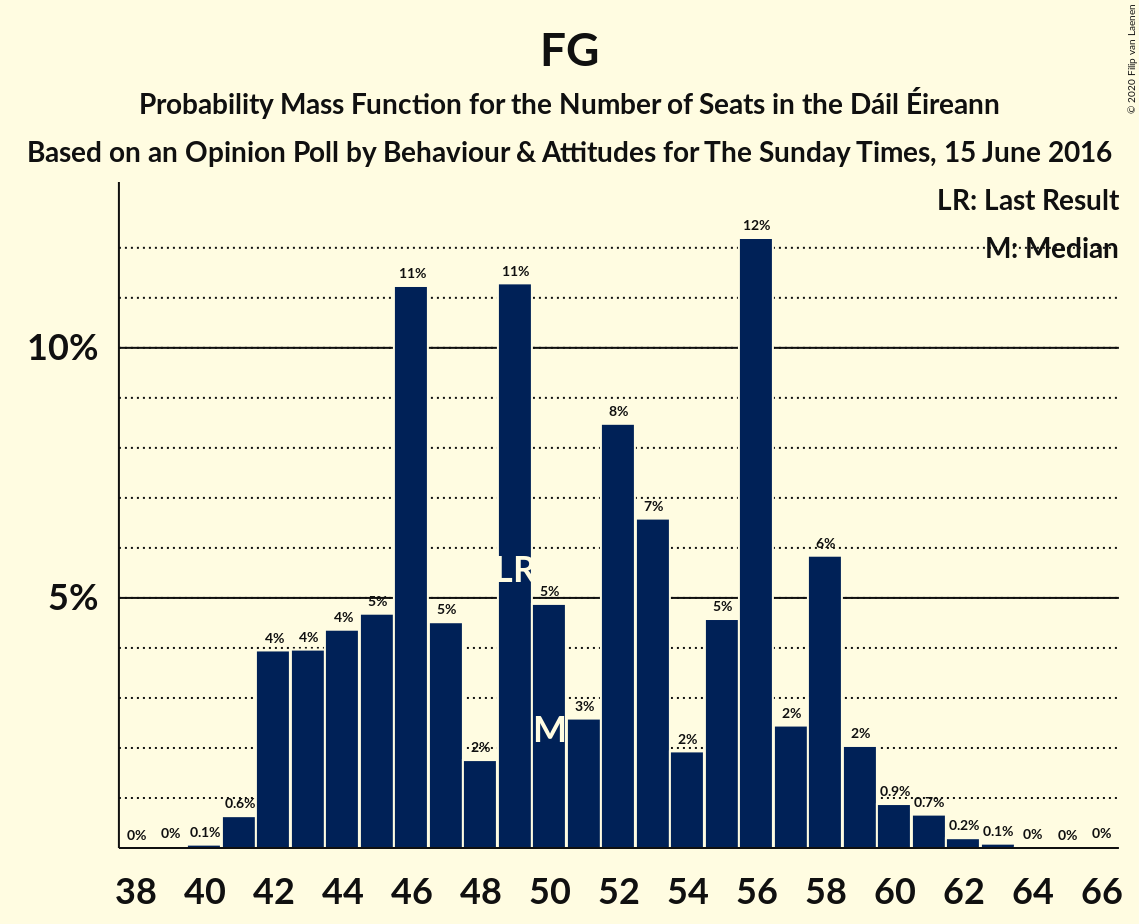 © 2020 Filip van Laenen
FG
Probability Mass Function for the Number of Seats in the Dáil Éireann
Based on an Opinion Poll by Behaviour & Attitudes for The Sunday Times, 15 June 2016
LR: Last Result
M: Median
10%
5%
0% 0% 0.1% 0.6% 4% 4% 4% 5% 11% 5% 2% 11% 5% 3% 8% 7% 2% 5% 12% 2% 6% 2% 0.9% 0.7% 0.2% 0.1% 0% 0% 0%
LR
M
38 40 42 44 46 48 50 52 54 56 58 60 62 64 66